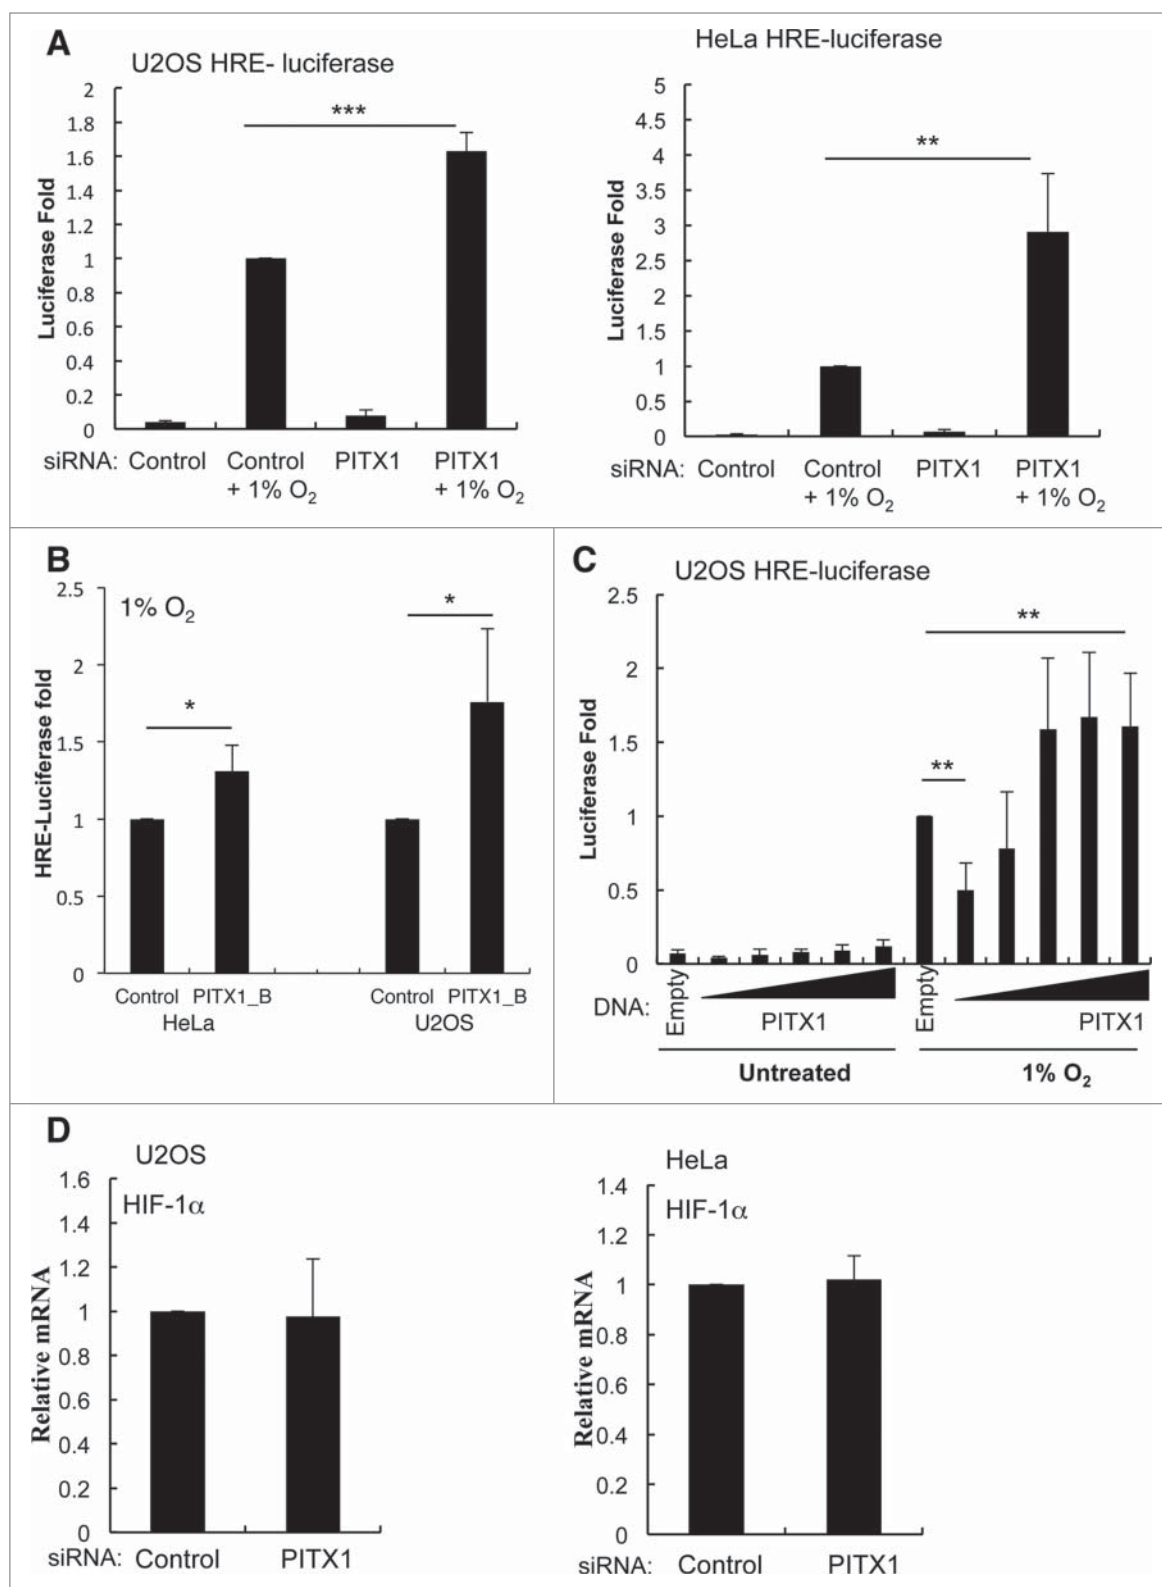 A
U2OS HRE- luciferase
***
Luciferase Fold
2
1.8
1.6
1.4
1.2
1
0.8
0.6
0.4
0.2
0
siRNA: Control Control PITX1 PITX1
+ 1% O2 + 1% O2
HeLa HRE-luciferase
**
Luciferase Fold
5
4.5
4
3.5
3
2.5
2
1.5
1
0.5
0
siRNA: Control Control PITX1 PITX1
+ 1% O2 + 1% O2
B
1% O2
HRE-Luciferase fold
2.5
2
1.5
1
0.5
0
*
*
Control PITX1_B Control PITX1_B
HeLa U2OS
C
U2OS HRE-luciferase
Luciferase Fold
2.5
2
1.5
1
0.5
0
**
**
DNA: Empty PITX1 Empty PITX1
Untreated 1% O2
D
U2OS
HIF-1α
Relative mRNA
1.6
1.4
1.2
1
0.8
0.6
0.4
0.2
0
siRNA: Control PITX1
HeLa
HIF-1α
Relative mRNA
1.4
1.2
1
0.8
0.6
0.4
0.2
0
siRNA: Control PITX1